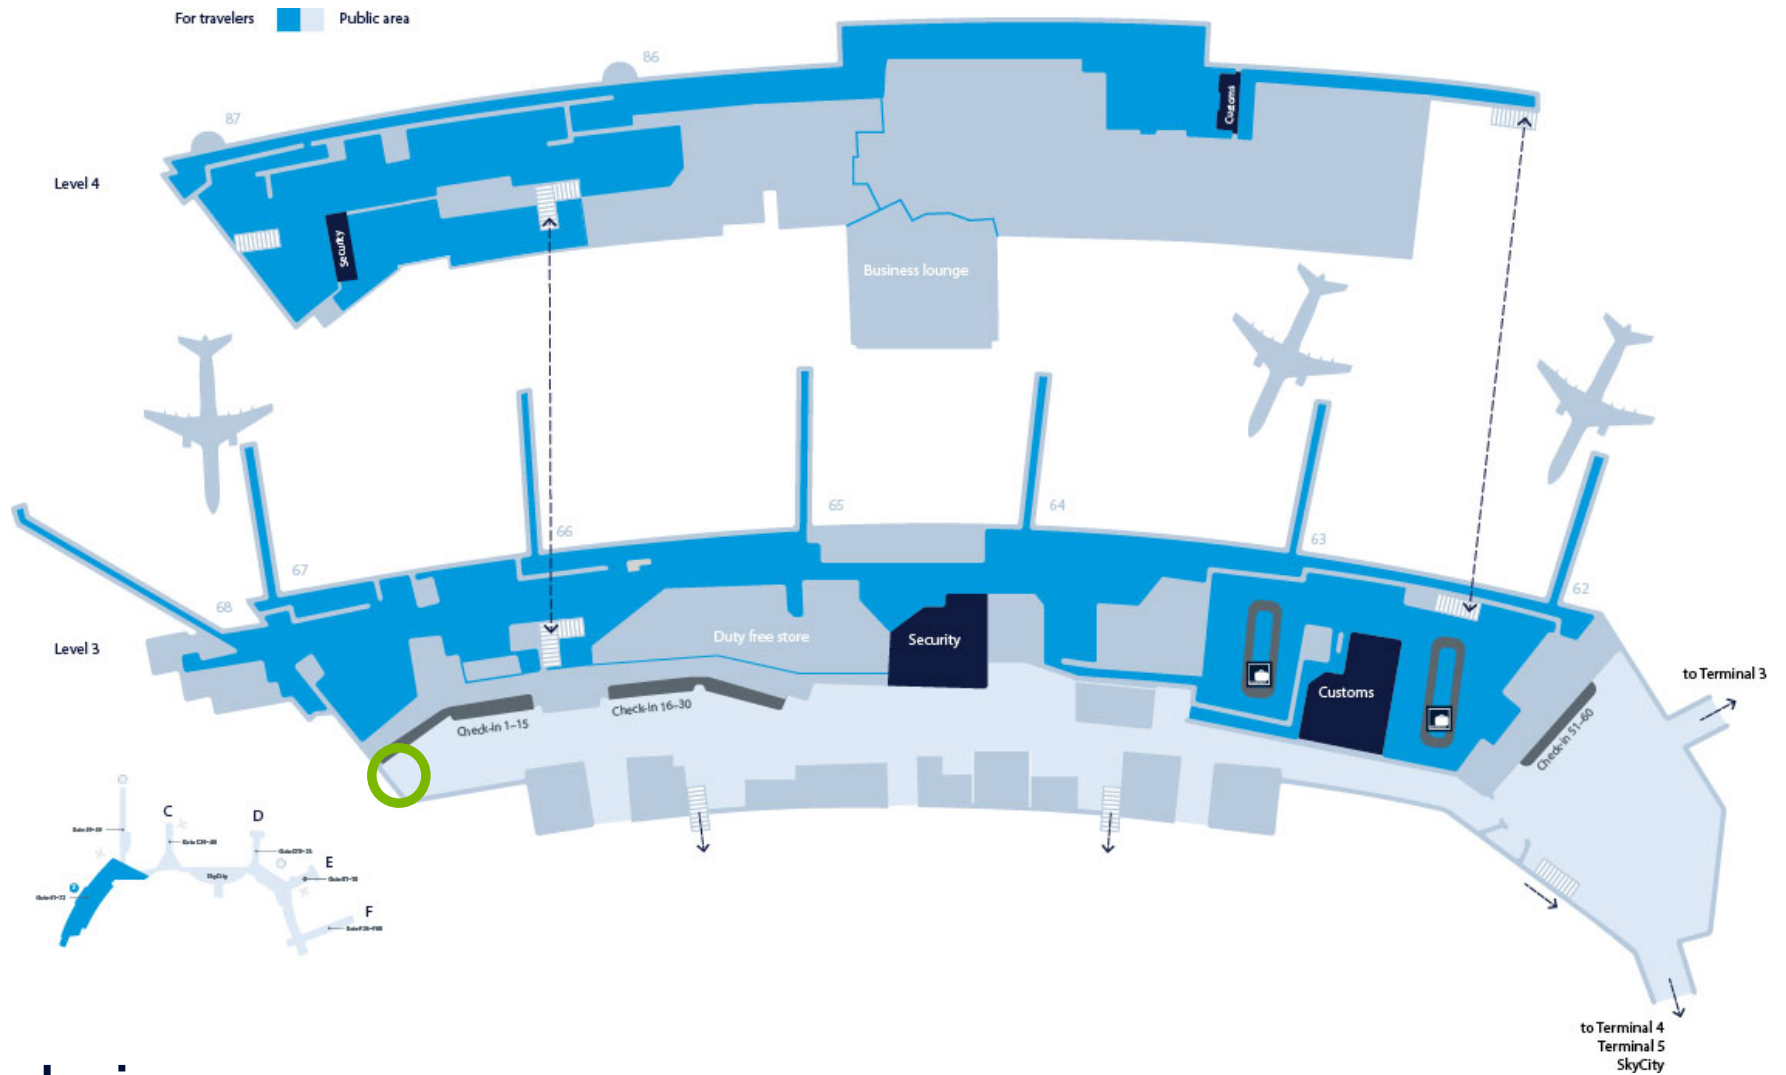 For travelers
Public area
86
87
Customs
Level 4
Security
Business lounge
65
64
66
63
67
62
68
Duty free store
Security
Level 3
to Terminal 3
Customs
Check-in 16–30
Check-in 1–15
Check-in 51–60
C
D
E
SkyCity
2
F
to Terminal 4
Terminal 5
SkyCity